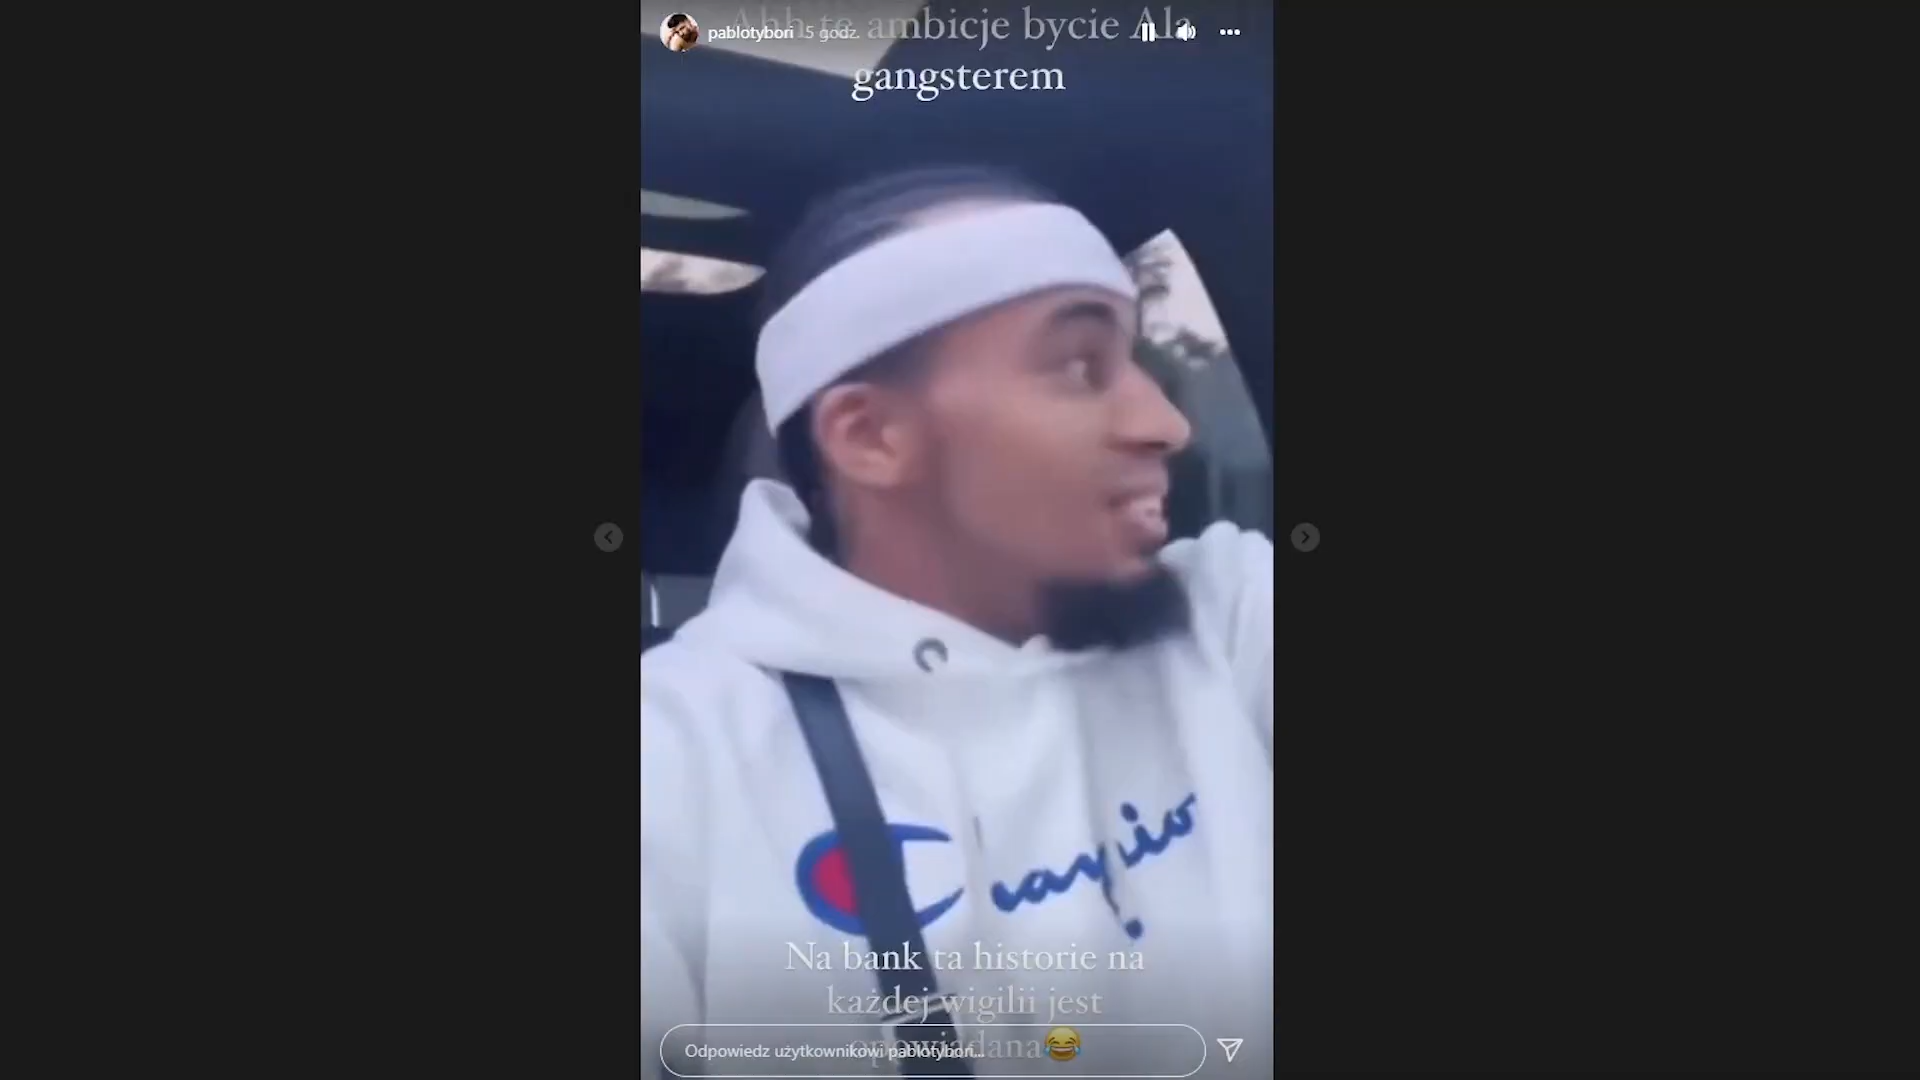 Ahh te ambicje bycie Ala
pablotybori 5 godz.
gangsterem
Champion
Na bank ta historie na
każdej wigilii jest
opowiadana😂
Odpowiedz użytkownikowi pablotybori...